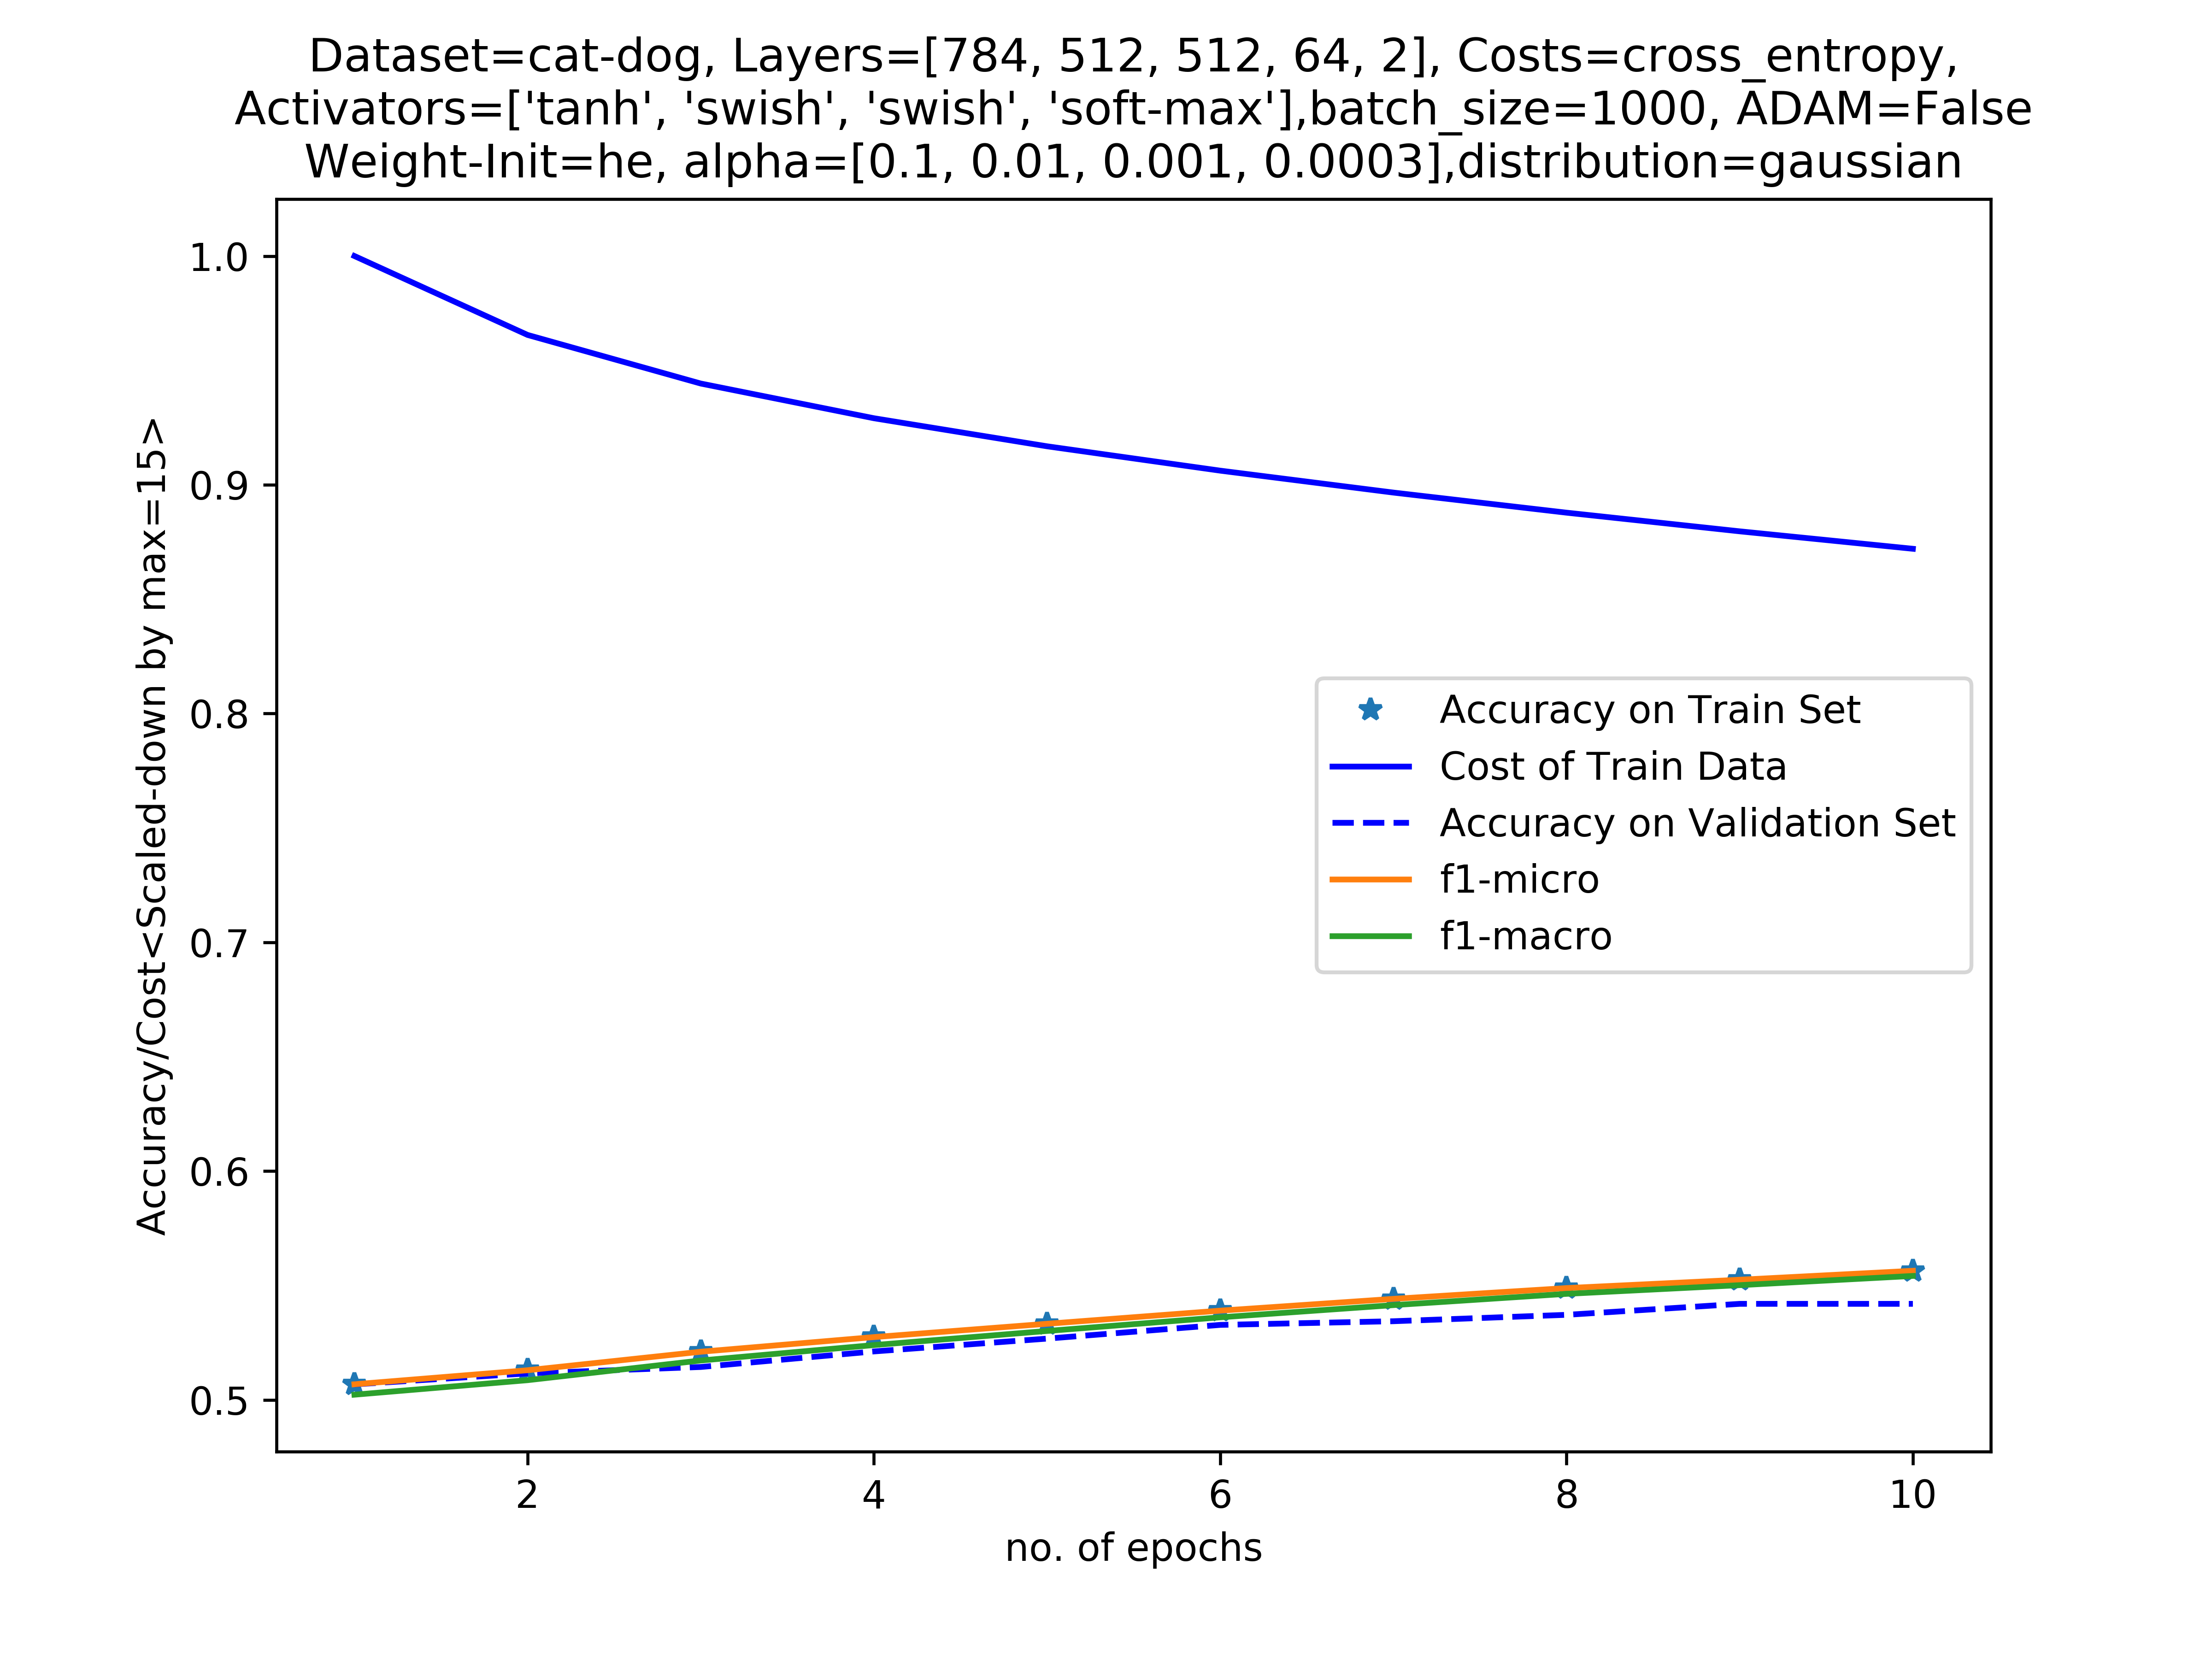 Dataset=cat-dog, Layers=[784, 512, 512, 64, 2], Costs=cross_entropy,
Activators=['tanh', 'swish', 'swish', 'soft-max'],batch_size=1000, ADAM=False
Weight-Init=he, alpha=[0.1, 0.01, 0.001, 0.0003],distribution=gaussian
Accuracy/Cost<Scaled-down by max=15>
1.0
0.9
0.8
0.7
0.6
0.5
Accuracy on Train Set
Cost of Train Data
Accuracy on Validation Set
f1-micro
f1-macro
2
4
6
8
10
no. of epochs